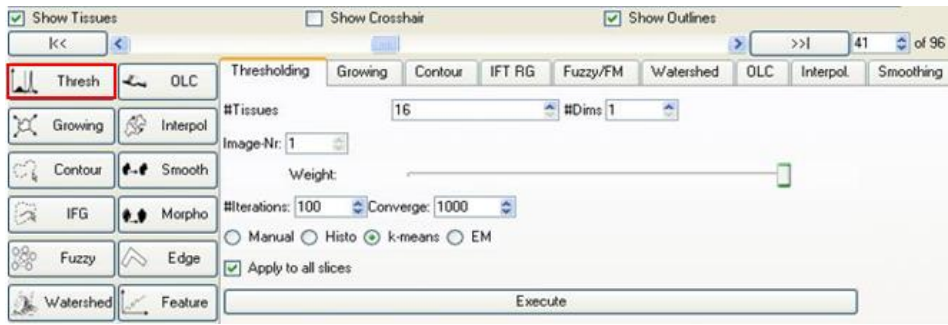 Show Tissues Show Crosshair Show Outlines
|<< >>| 41 of 96
Thresh OLC
Growing Interpol
Contour Smooth
IFG Morpho
Fuzzy Edge
Watershed Feature
Thresholding Growing Contour IFT RG Fuzzy/FM Watershed OLC Interpol. Smoothing
#Tissues 16 #Dims 1
Image-Nr: 1
Weight:
#Iterations: 100 Converge: 1000
Manual Histo k-means EM
Apply to all slices
Execute